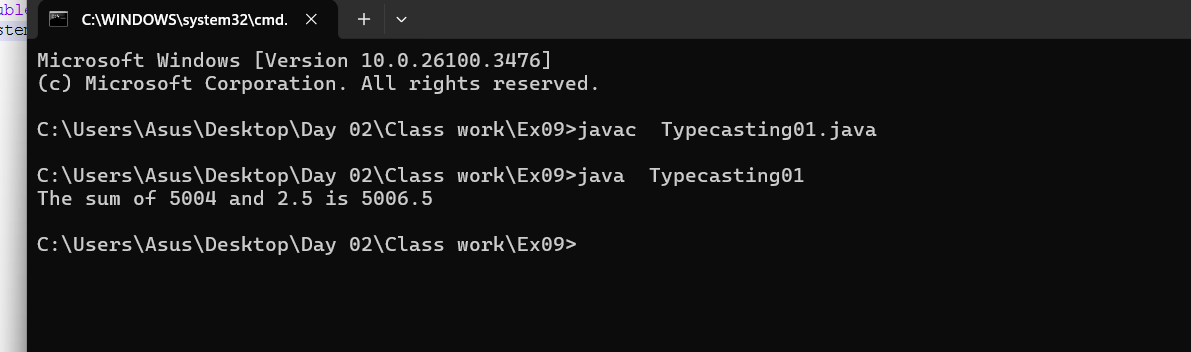 uble
stem
C:\WINDOWS\system32\cmd.
Microsoft Windows [Version 10.0.26100.3476]
(c) Microsoft Corporation. All rights reserved.
C:\Users\Asus\Desktop\Day 02\Class work\Ex09>javac  Typecasting01.java
C:\Users\Asus\Desktop\Day 02\Class work\Ex09>java  Typecasting01
The sum of 5004 and 2.5 is 5006.5
C:\Users\Asus\Desktop\Day 02\Class work\Ex09>